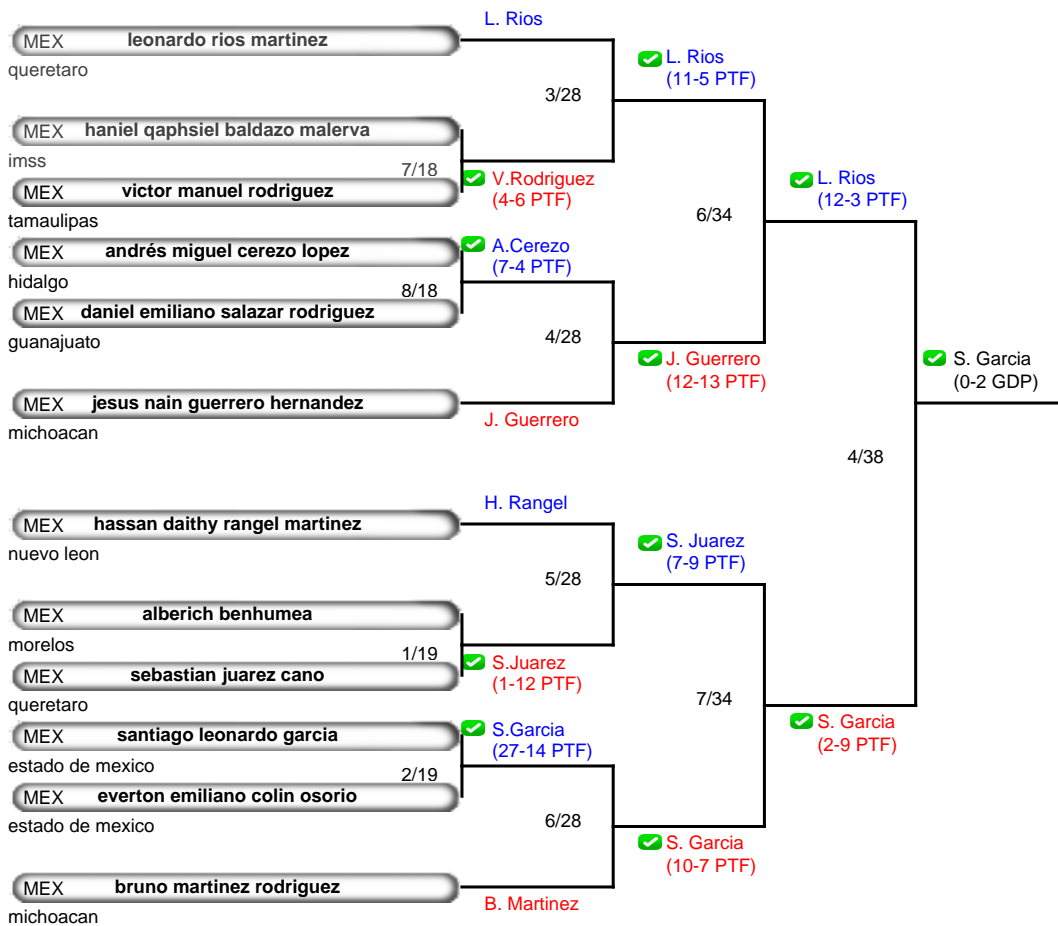 L. Rios
MEX leonardo rios martinez
queretaro
L. Rios
(11-5 PTF)
3/28
MEX haniel qaphsiel baldazo malerva
imss
7/18
V.Rodriguez
(4-6 PTF)
MEX victor manuel rodriguez
tamaulipas
L. Rios
(12-3 PTF)
6/34
MEX andrés miguel cerezo lopez
hidalgo
A.Cerezo
(7-4 PTF)
8/18
MEX daniel emiliano salazar rodriguez
guanajuato
4/28
J. Guerrero
(12-13 PTF)
S. Garcia
(0-2 GDP)
MEX jesus nain guerrero hernandez
michoacan
J. Guerrero
4/38
H. Rangel
MEX hassan daithy rangel martinez
nuevo leon
S. Juarez
(7-9 PTF)
5/28
MEX alberich benhumea
morelos
1/19
S.Juarez
(1-12 PTF)
MEX sebastian juarez cano
queretaro
7/34
S. Garcia
(2-9 PTF)
MEX santiago leonardo garcia
estado de mexico
S.Garcia
(27-14 PTF)
2/19
MEX everton emiliano colin osorio
estado de mexico
6/28
S. Garcia
(10-7 PTF)
MEX bruno martinez rodriguez
michoacan
B. Martinez